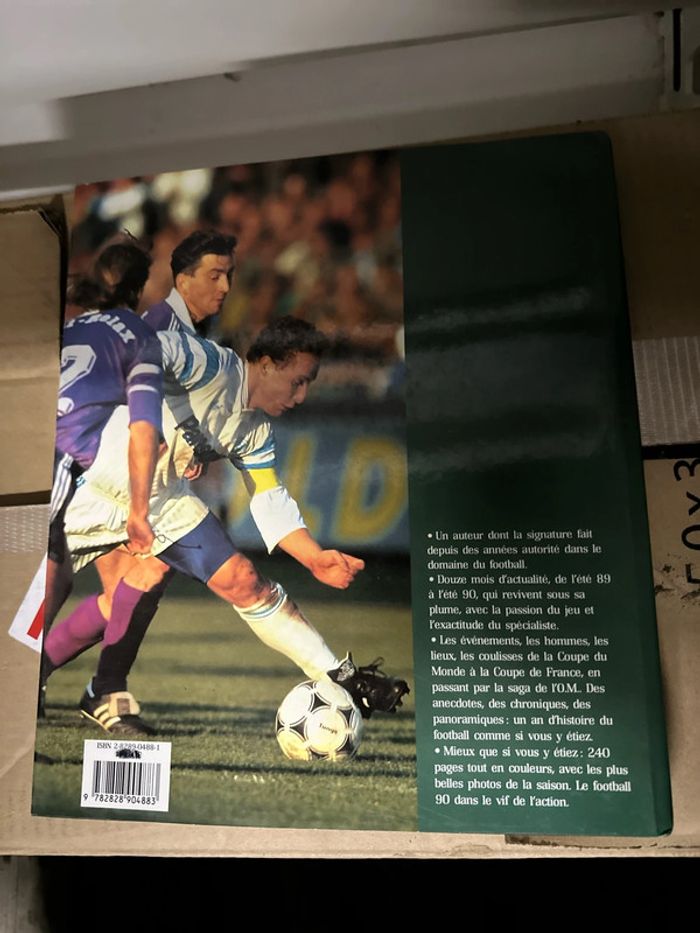 • Un auteur dont la signature fait
depuis des années autorité dans le
domaine du football.
• Douze mois d'actualité, de l'été 89
à l'été 90, qui revivent sous sa
plume, avec la passion du jeu et
l'exactitude du spécialiste.
• Les événements, les hommes, les
lieux, les coulisses de la Coupe du
Monde à la Coupe de France, en
passant par la saga de l'O.M. Des
anecdotes, des chroniques, des
panoramiques : un an d'histoire du
football comme si vous y étiez.
• Mieux que si vous y étiez : 240
pages tout en couleurs, avec les plus
belles photos de la saison. Le football
90 dans le vif de l'action.
ISBN 2-8289-0488-1
9 782828 904883
2
LD
50 x 3